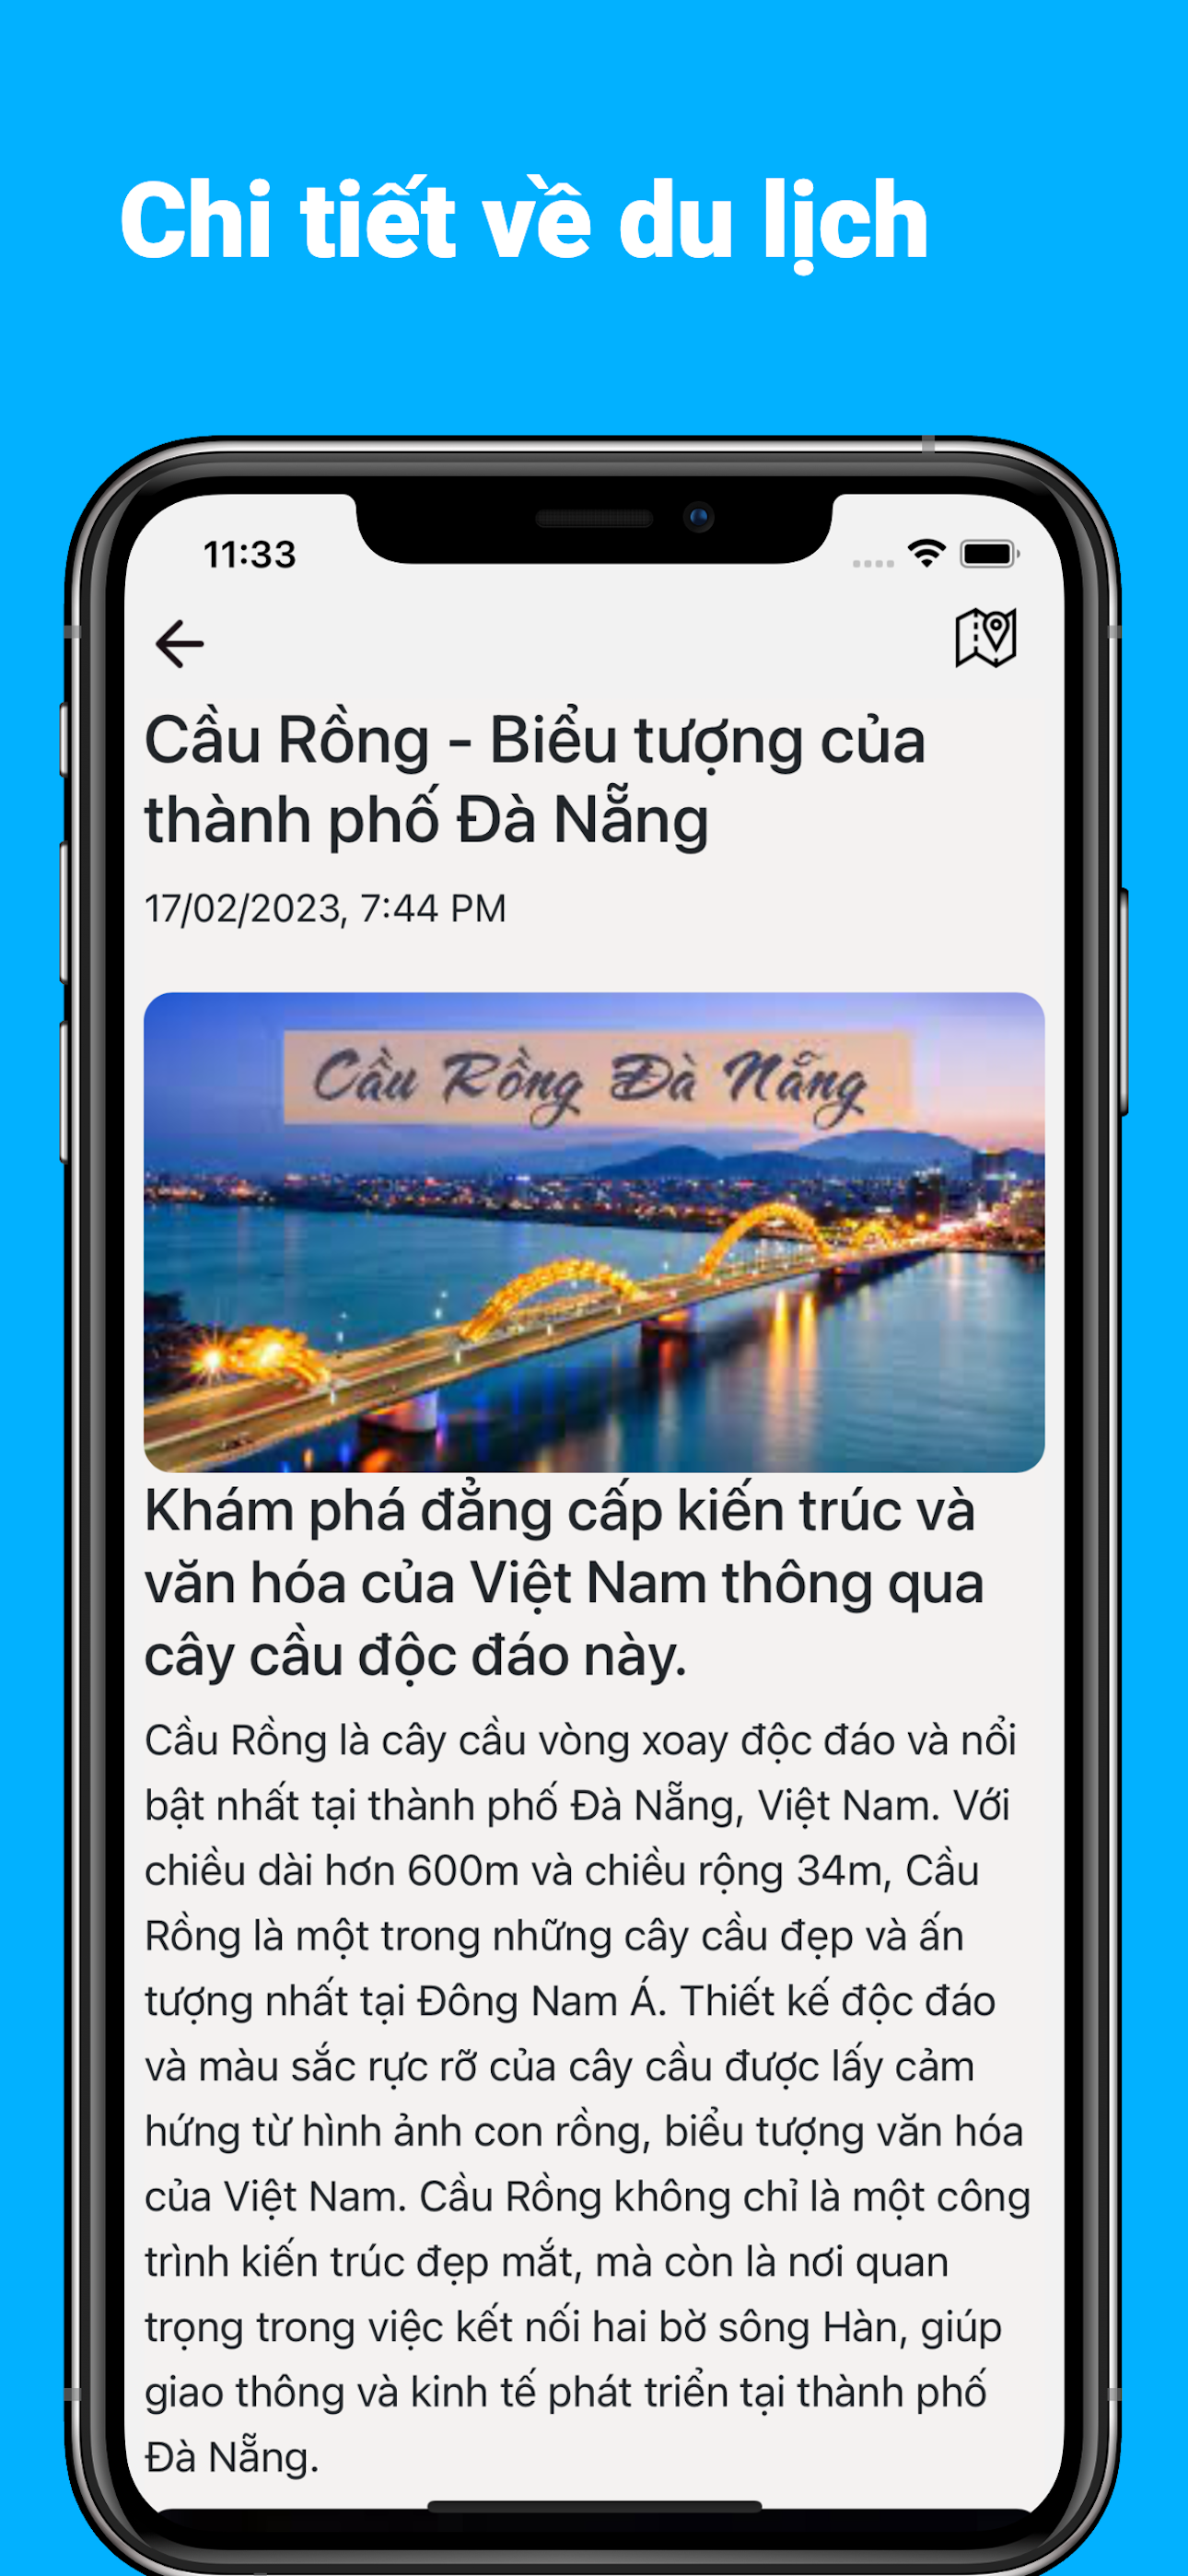 Chi tiết về du lịch
11:33
Cầu Rồng - Biểu tượng của
thành phố Đà Nẵng
17/02/2023, 7:44 PM
Cầu Rồng Đà Nẵng
Khám phá đẳng cấp kiến trúc và
văn hóa của Việt Nam thông qua
cây cầu độc đáo này.
Cầu Rồng là cây cầu vòng xoay độc đáo và nổi
bật nhất tại thành phố Đà Nẵng, Việt Nam. Với
chiều dài hơn 600m và chiều rộng 34m, Cầu
Rồng là một trong những cây cầu đẹp và ấn
tượng nhất tại Đông Nam Á. Thiết kế độc đáo
và màu sắc rực rỡ của cây cầu được lấy cảm
hứng từ hình ảnh con rồng, biểu tượng văn hóa
của Việt Nam. Cầu Rồng không chỉ là một công
trình kiến trúc đẹp mắt, mà còn là nơi quan
trọng trong việc kết nối hai bờ sông Hàn, giúp
giao thông và kinh tế phát triển tại thành phố
Đà Nẵng.